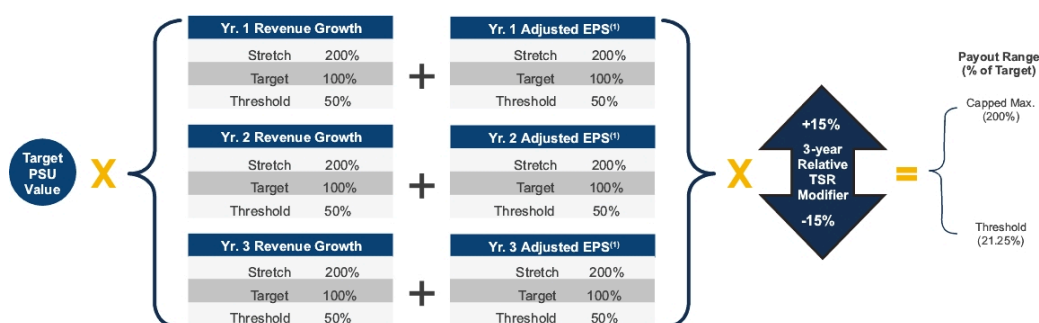 Yr. 1 Revenue Growth
Stretch 200%
Target 100%
Threshold 50%
+
Yr. 1 Adjusted EPS(1)
Stretch 200%
Target 100%
Threshold 50%
Yr. 2 Revenue Growth
Stretch 200%
Target 100%
Threshold 50%
+
Yr. 2 Adjusted EPS(1)
Stretch 200%
Target 100%
Threshold 50%
Yr. 3 Revenue Growth
Stretch 200%
Target 100%
Threshold 50%
+
Yr. 3 Adjusted EPS(1)
Stretch 200%
Target 100%
Threshold 50%
Target
PSU
Value
X
X
+15%
3-year
Relative
TSR
Modifier
-15%
=
Payout Range
(% of Target)
Capped Max.
(200%)
Threshold
(21.25%)